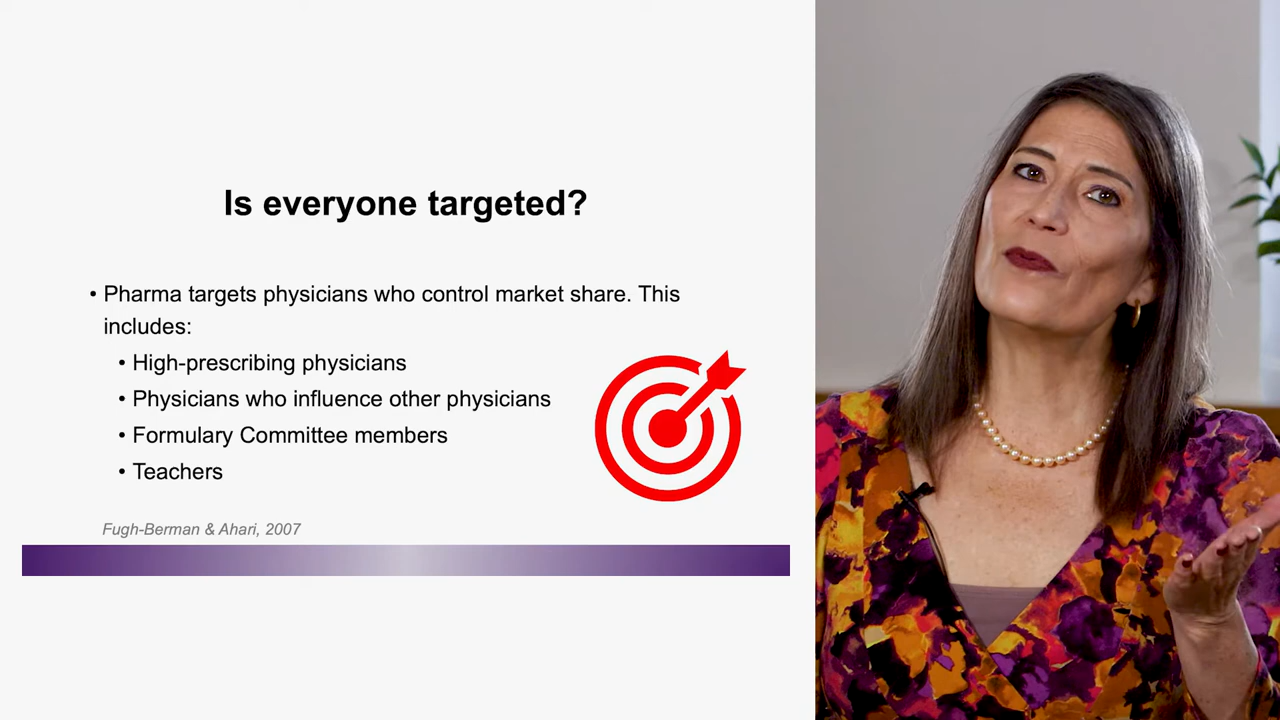 Is everyone targeted?
• Pharma targets physicians who control market share. This
includes:
• High-prescribing physicians
• Physicians who influence other physicians
• Formulary Committee members
• Teachers
Fugh-Berman & Ahari, 2007